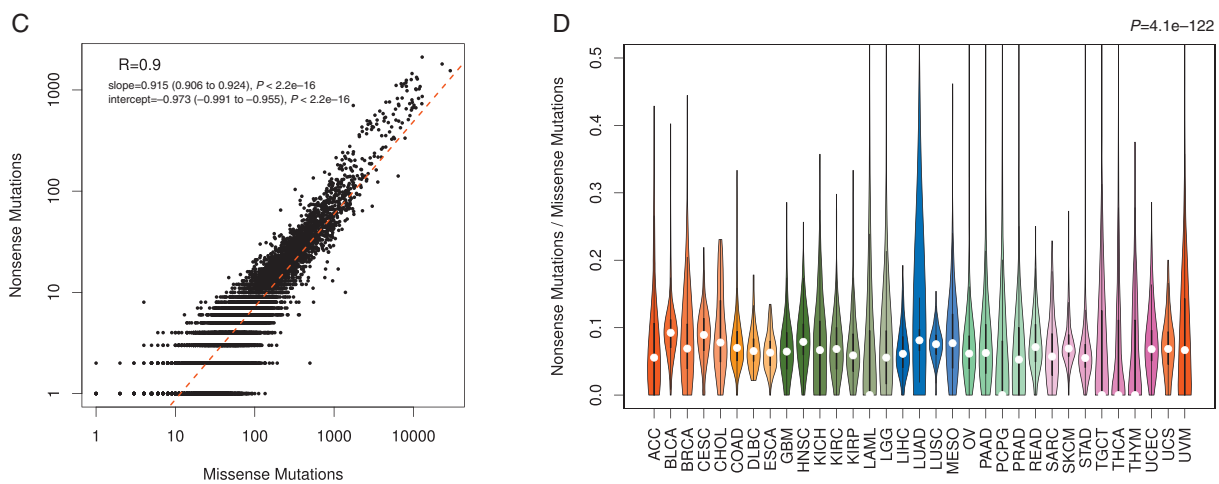 C
R=0.9
slope=0.915 (0.906 to 0.924), P < 2.2e−16
intercept=−0.973 (−0.991 to −0.955), P < 2.2e−16
Nonsense Mutations
1000
100
10
1
1 10 100 1000 10000
Missense Mutations
D
P=4.1e−122
Nonsense Mutations / Missense Mutations
0.5
0.4
0.3
0.2
0.1
0.0
ACC BLCA BRCA CESC CHOL COAD DLBC ESCA GBM HNSC KICH KIRC KIRP LAML LGG LIHC LUAD LUSC MESO OV PAAD PCPG PRAD READ SARC SKCM STAD TGCT THCA THYM UCEC UCS UVM